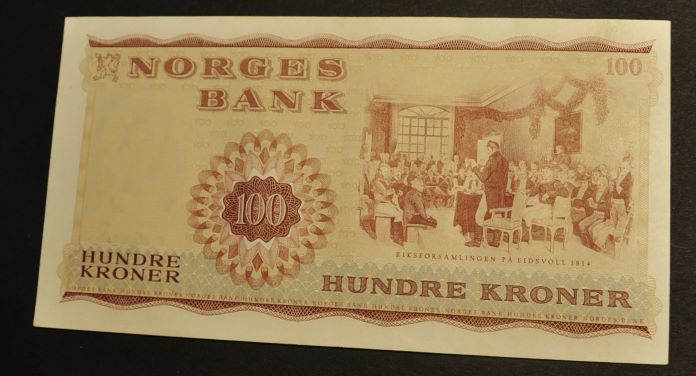 NORGES
BANK
100
100
RIKSFORSAMLINGEN PÅ EIDSVOLL 1814
HUNDRE
KRONER
HUNDRE KRONER
NORGES BANK HUNDRE KRONER NORGES BANK HUNDRE KRONER NORGES BANK HUNDRE KRONER NORGES BANK HUNDRE KRONER NORGES BANK